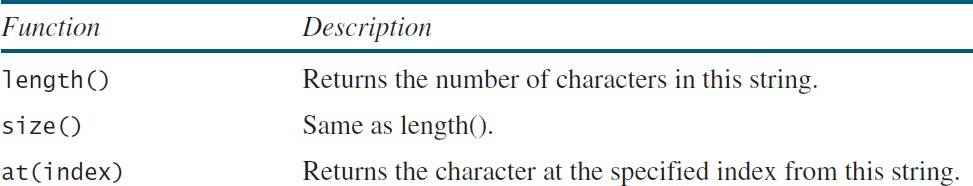 Function Description
length() Returns the number of characters in this string.
size() Same as length().
at(index) Returns the character at the specified index from this string.